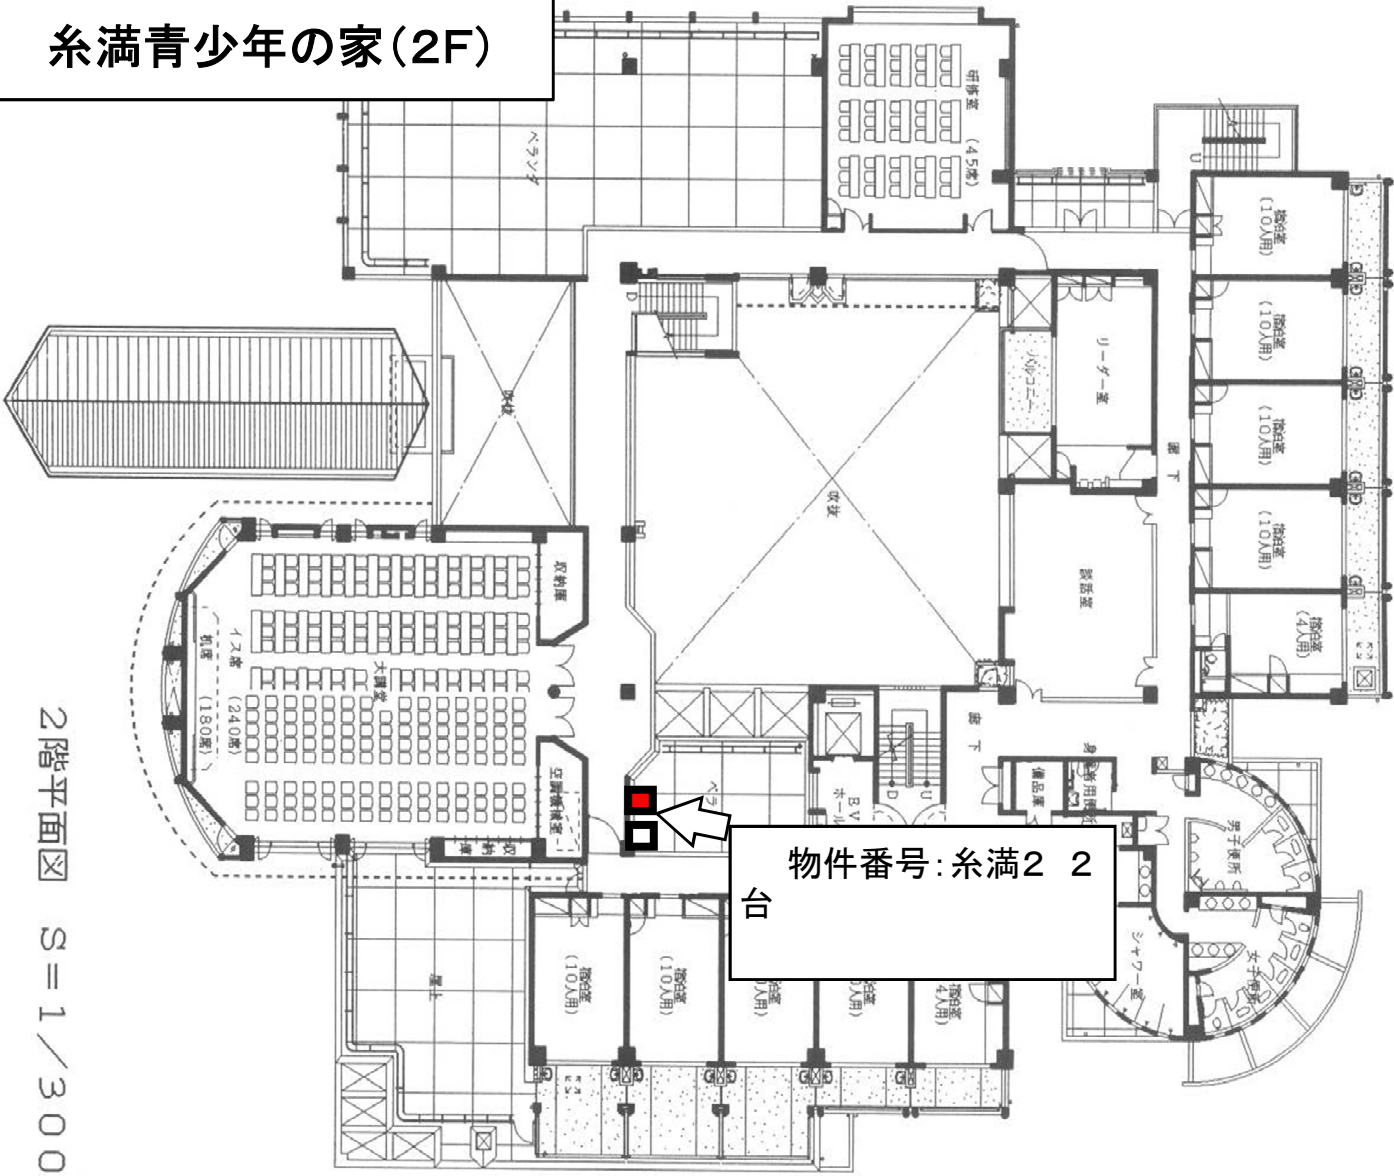 糸満青少年の家(2F)
研修室 (45席)
ベランダ
U
宿泊室
(10人用)
宿泊室
(10人用)
宿泊室
(10人用)
宿泊室
(10人用)
宿泊室
(4人用)
リーダー室
バルコニー
廊下
D
吹抜
吹抜
談話室
収納庫
大講堂
イス席 (240席)
机席 (180席)
空調機械室
収納庫
廊下
備品庫
U
D
EV
ホール
ベラ
男子便所
女子便所
シャワー室
物件番号:糸満2 2
台
宿泊室
(10人用)
宿泊室
(10人用)
宿泊室
宿泊室
宿泊室
4人用)
屋上
2階平面図 S=1/300